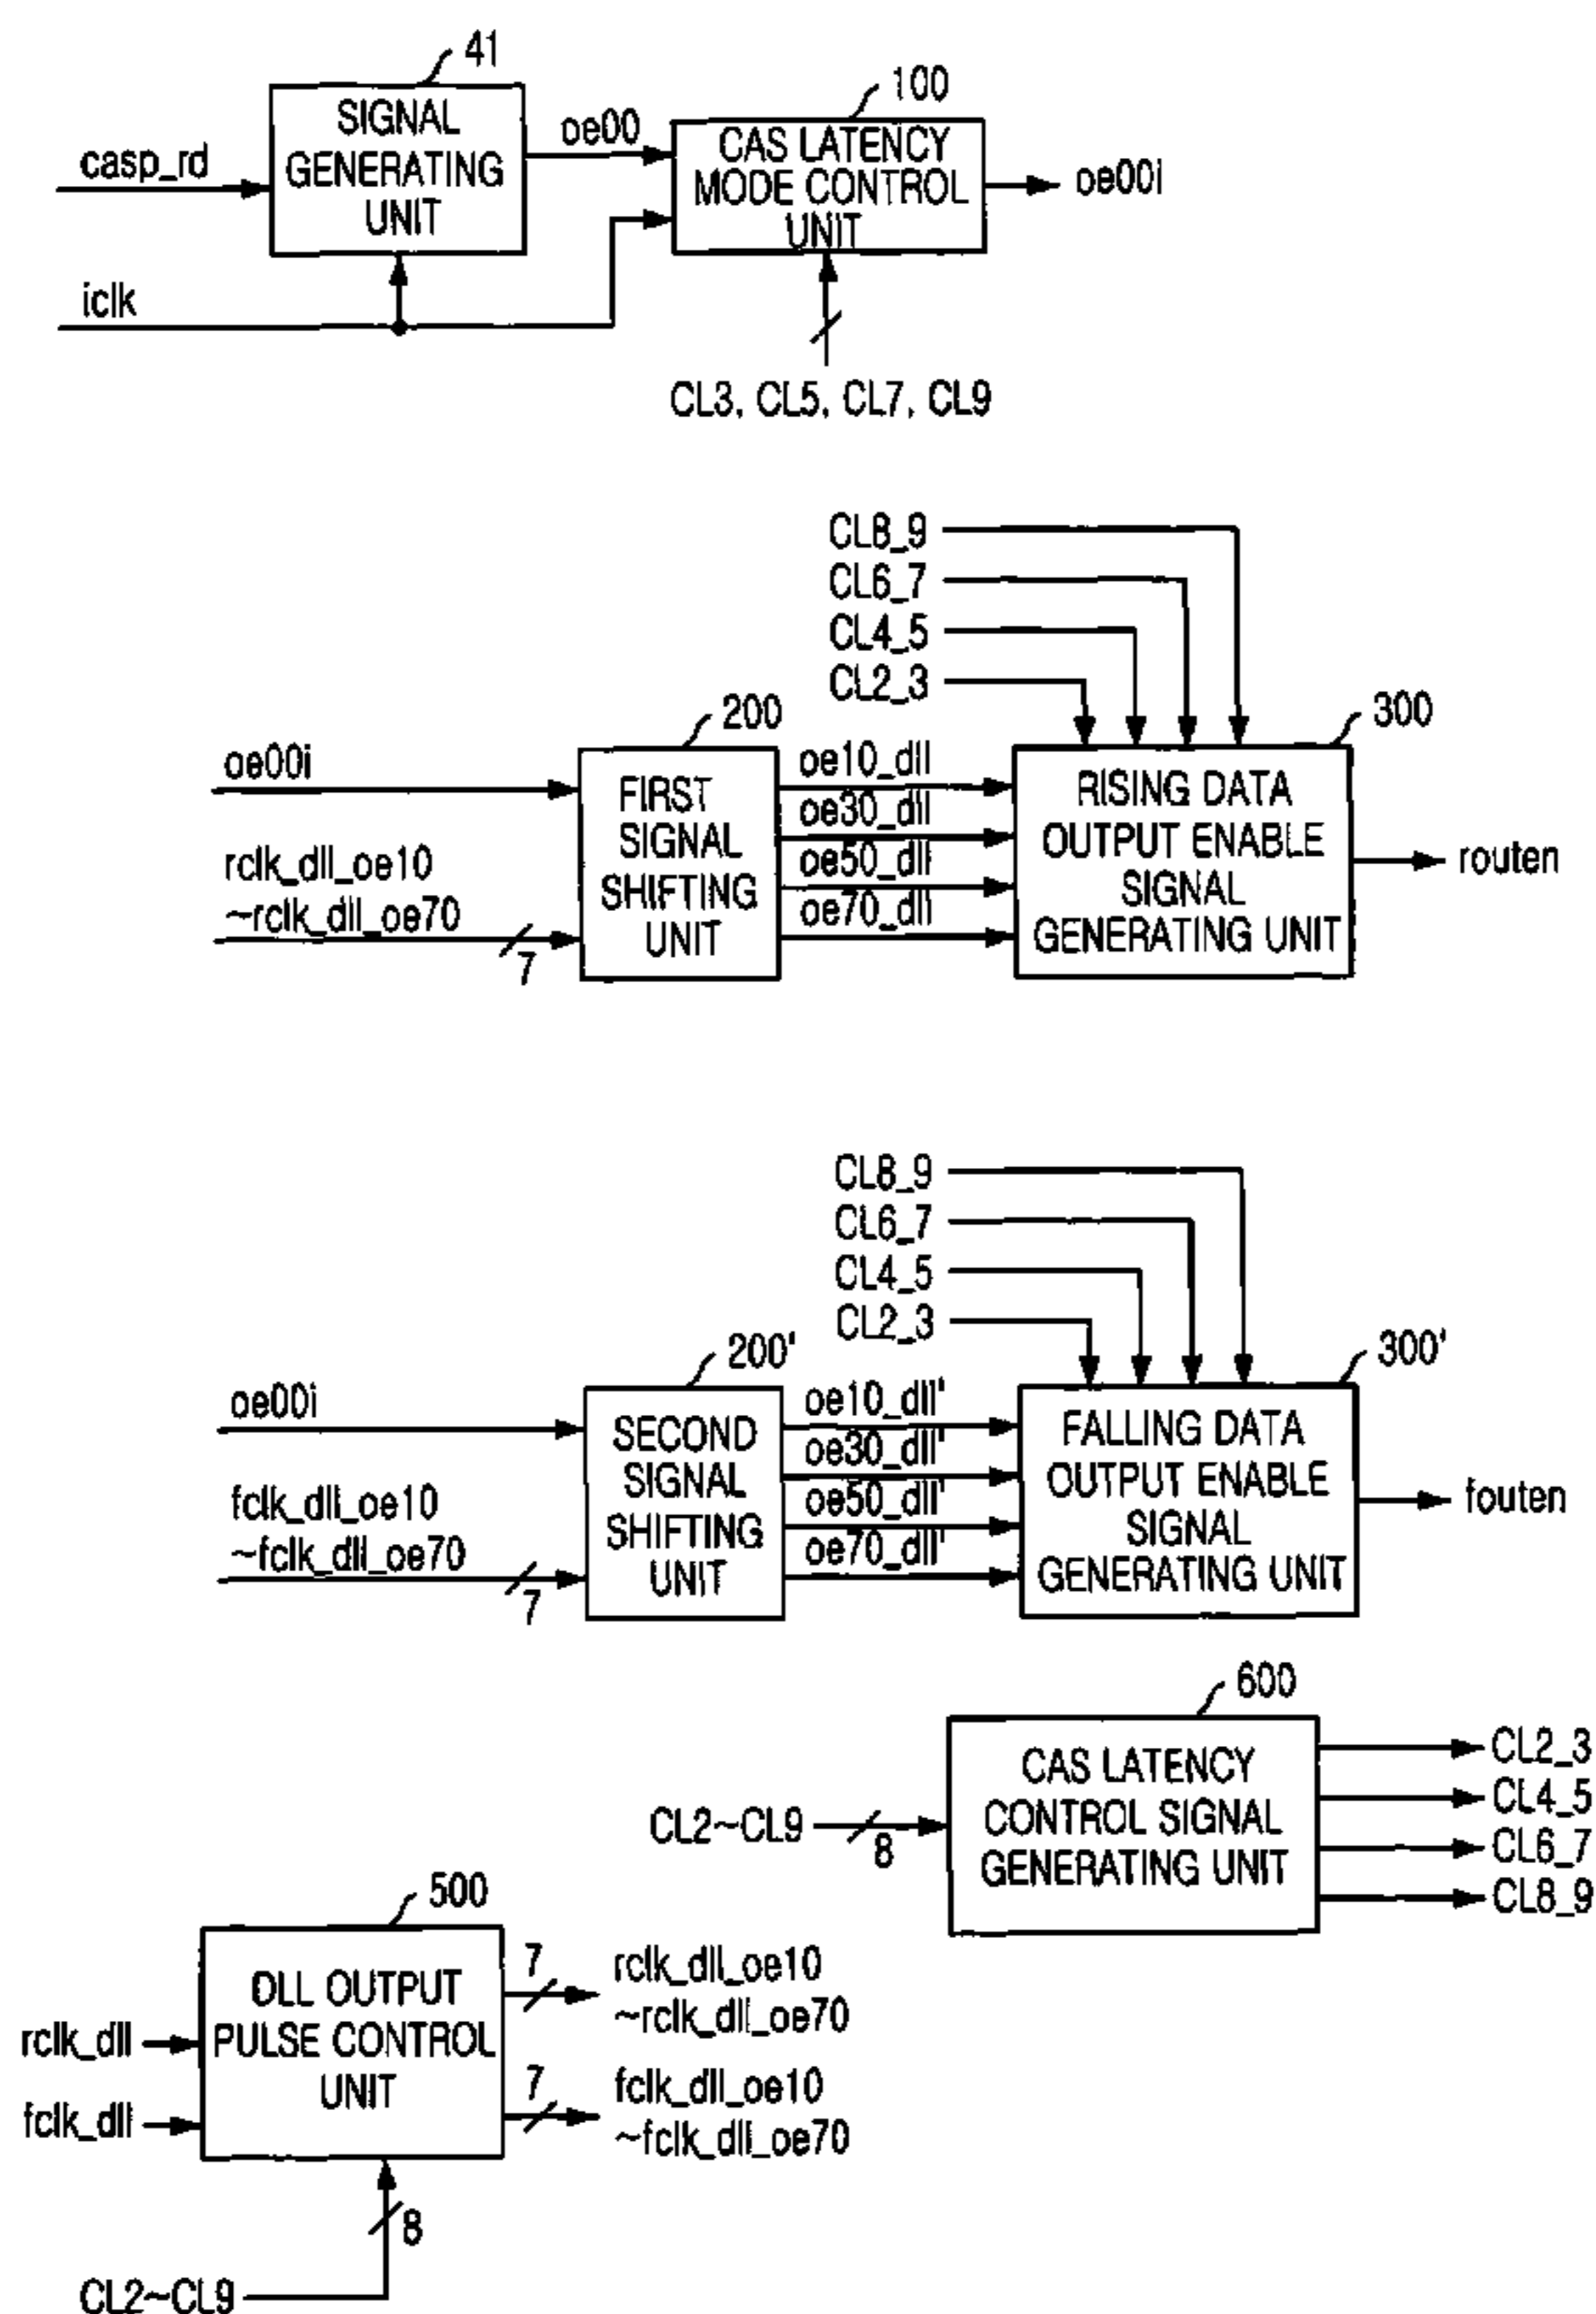 41
SIGNAL
GENERATING
UNIT
casp_rd
oe00
100
CAS LATENCY
MODE CONTROL
UNIT
oe00i
iclk
CL3, CL5, CL7, CL9
CL8_9
CL6_7
CL4_5
CL2_3
200
300
oe00i
rclk_dll_oe10
~rclk_dll_oe70
7
FIRST
SIGNAL
SHIFTING
UNIT
oe10_dll
oe30_dll
oe50_dll
oe70_dll
RISING DATA
OUTPUT ENABLE
SIGNAL
GENERATING UNIT
routen
CL8_9
CL6_7
CL4_5
CL2_3
200'
300'
oe00i
fclk_dll_oe10
~fclk_dll_oe70
7
SECOND
SIGNAL
SHIFTING
UNIT
oe10_dll'
oe30_dll'
oe50_dll'
oe70_dll'
FALLING DATA
OUTPUT ENABLE
SIGNAL
GENERATING UNIT
fouten
600
CL2~CL9
8
CAS LATENCY
CONTROL SIGNAL
GENERATING UNIT
CL2_3
CL4_5
CL6_7
CL8_9
500
rclk_dll
fclk_dll
DLL OUTPUT
PULSE CONTROL
UNIT
7
rclk_dll_oe10
~rclk_dll_oe70
7
fclk_dll_oe10
~fclk_dll_oe70
8
CL2~CL9